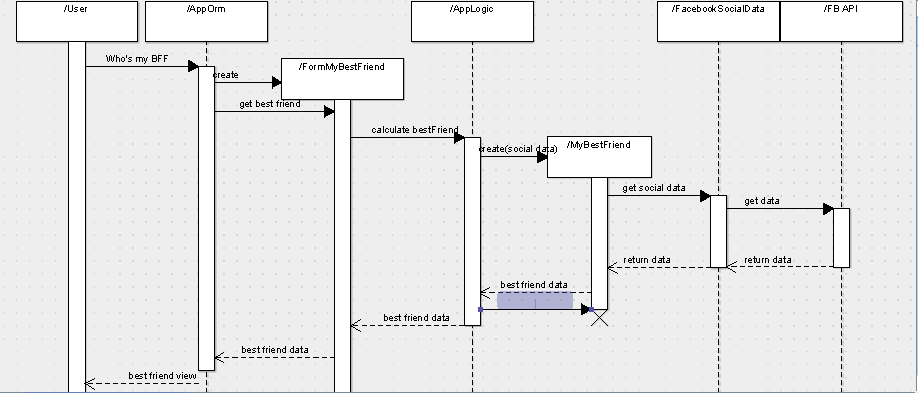 /User
/AppOrm
/AppLogic
/FacebookSocialData
/FB API
Who's my BFF
create
/FormMyBestFriend
get best friend
calculate bestFriend
create(social data)
/MyBestFriend
get social data
get data
return data
return data
best friend data
best friend data
best friend data
best friend view